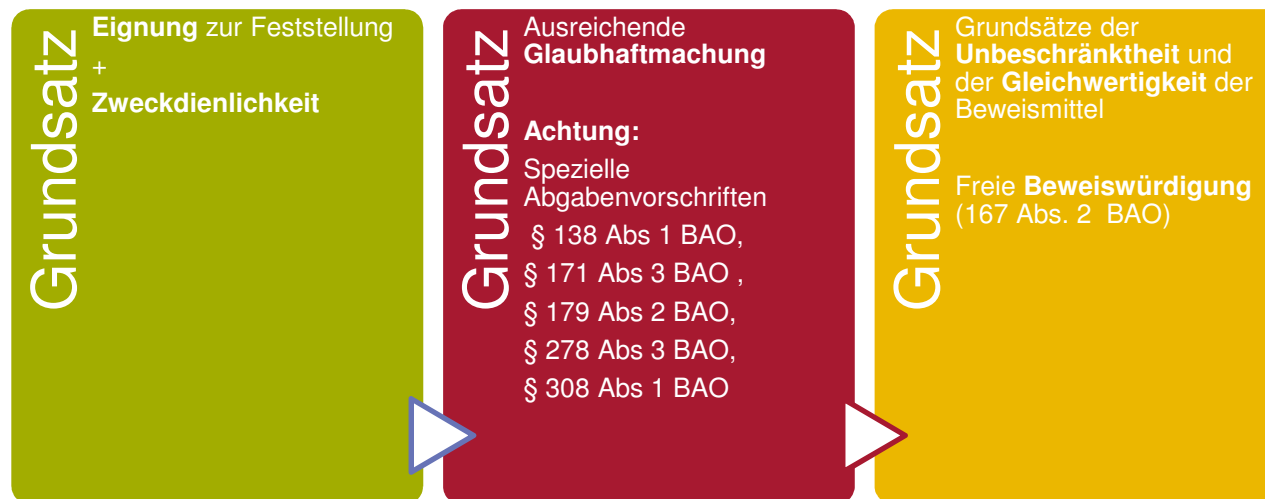 Grundsatz
Eignung zur Feststellung
+
Zweckdienlichkeit
Grundsatz
Ausreichende
Glaubhaftmachung
Achtung:
Spezielle
Abgabenvorschriften
§ 138 Abs 1 BAO,
§ 171 Abs 3 BAO ,
§ 179 Abs 2 BAO,
§ 278 Abs 3 BAO,
§ 308 Abs 1 BAO
Grundsatz
Grundsätze der
Unbeschränktheit und
der Gleichwertigkeit der
Beweismittel
Freie Beweiswürdigung
(167 Abs. 2 BAO)